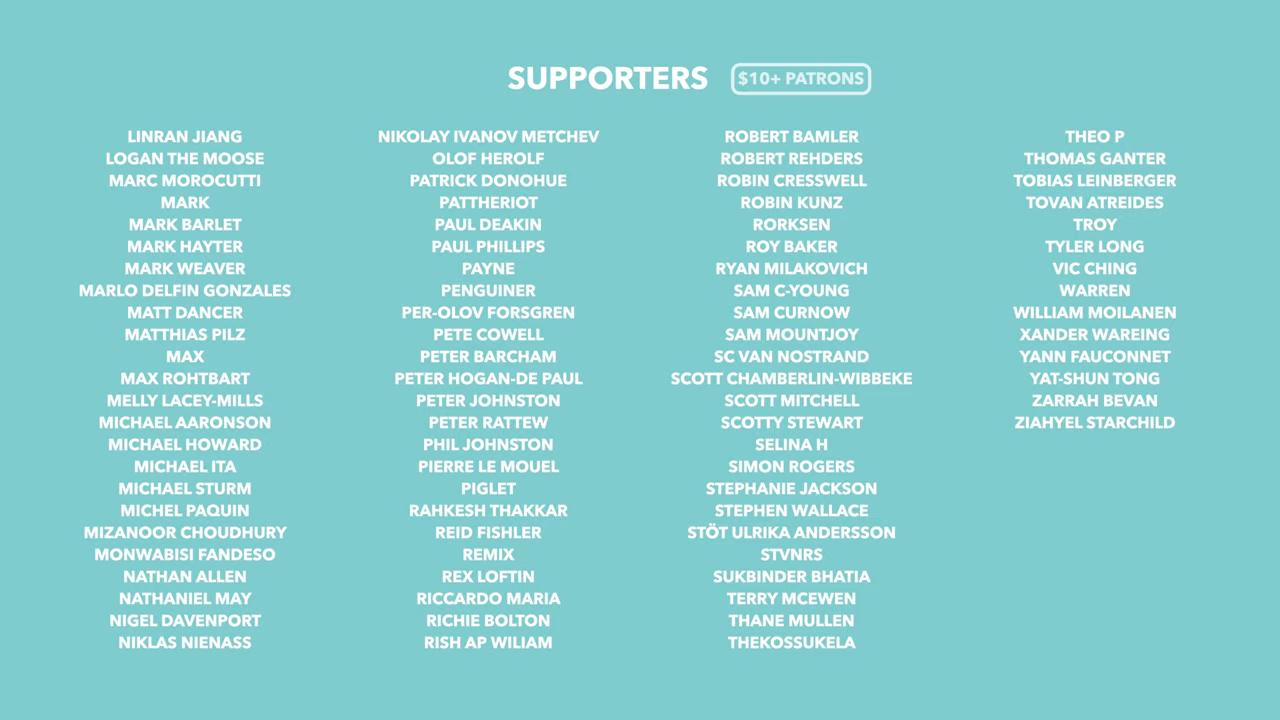 SUPPORTERS $10+ PATRONS
LINRAN JIANG
LOGAN THE MOOSE
MARC MOROCUTTI
MARK
MARK BARLET
MARK HAYTER
MARK WEAVER
MARLO DELFIN GONZALES
MATT DANCER
MATTHIAS PILZ
MAX
MAX ROHTBART
MELLY LACEY-MILLS
MICHAEL AARONSON
MICHAEL HOWARD
MICHAEL ITA
MICHAEL STURM
MICHEL PAQUIN
MIZANOOR CHOUDHURY
MONWABISI FANDESO
NATHAN ALLEN
NATHANIEL MAY
NIGEL DAVENPORT
NIKLAS NIENASS
NIKOLAY IVANOV METCHEV
OLOF HEROLF
PATRICK DONOHUE
PATTHERIOT
PAUL DEAKIN
PAUL PHILLIPS
PAYNE
PENGUINER
PER-OLOV FORSGREN
PETE COWELL
PETER BARCHAM
PETER HOGAN-DE PAUL
PETER JOHNSTON
PETER RATTEW
PHIL JOHNSTON
PIERRE LE MOUEL
PIGLET
RAHKESH THAKKAR
REID FISHLER
REMIX
REX LOFTIN
RICCARDO MARIA
RICHIE BOLTON
RISH AP WILIAM
ROBERT BAMLER
ROBERT REHDERS
ROBIN CRESSWELL
ROBIN KUNZ
RORKSEN
ROY BAKER
RYAN MILAKOVICH
SAM C-YOUNG
SAM CURNOW
SAM MOUNTJOY
SC VAN NOSTRAND
SCOTT CHAMBERLIN-WIBBEKE
SCOTT MITCHELL
SCOTTY STEWART
SELINA H
SIMON ROGERS
STEPHANIE JACKSON
STEPHEN WALLACE
STÖT ULRIKA ANDERSSON
STVNRS
SUKBINDER BHATIA
TERRY MCEWEN
THANE MULLEN
THEKOSSUKELA
THEO P
THOMAS GANTER
TOBIAS LEINBERGER
TOVAN ATREIDES
TROY
TYLER LONG
VIC CHING
WARREN
WILLIAM MOILANEN
XANDER WAREING
YANN FAUCONNET
YAT-SHUN TONG
ZARRAH BEVAN
ZIAHYEL STARCHILD